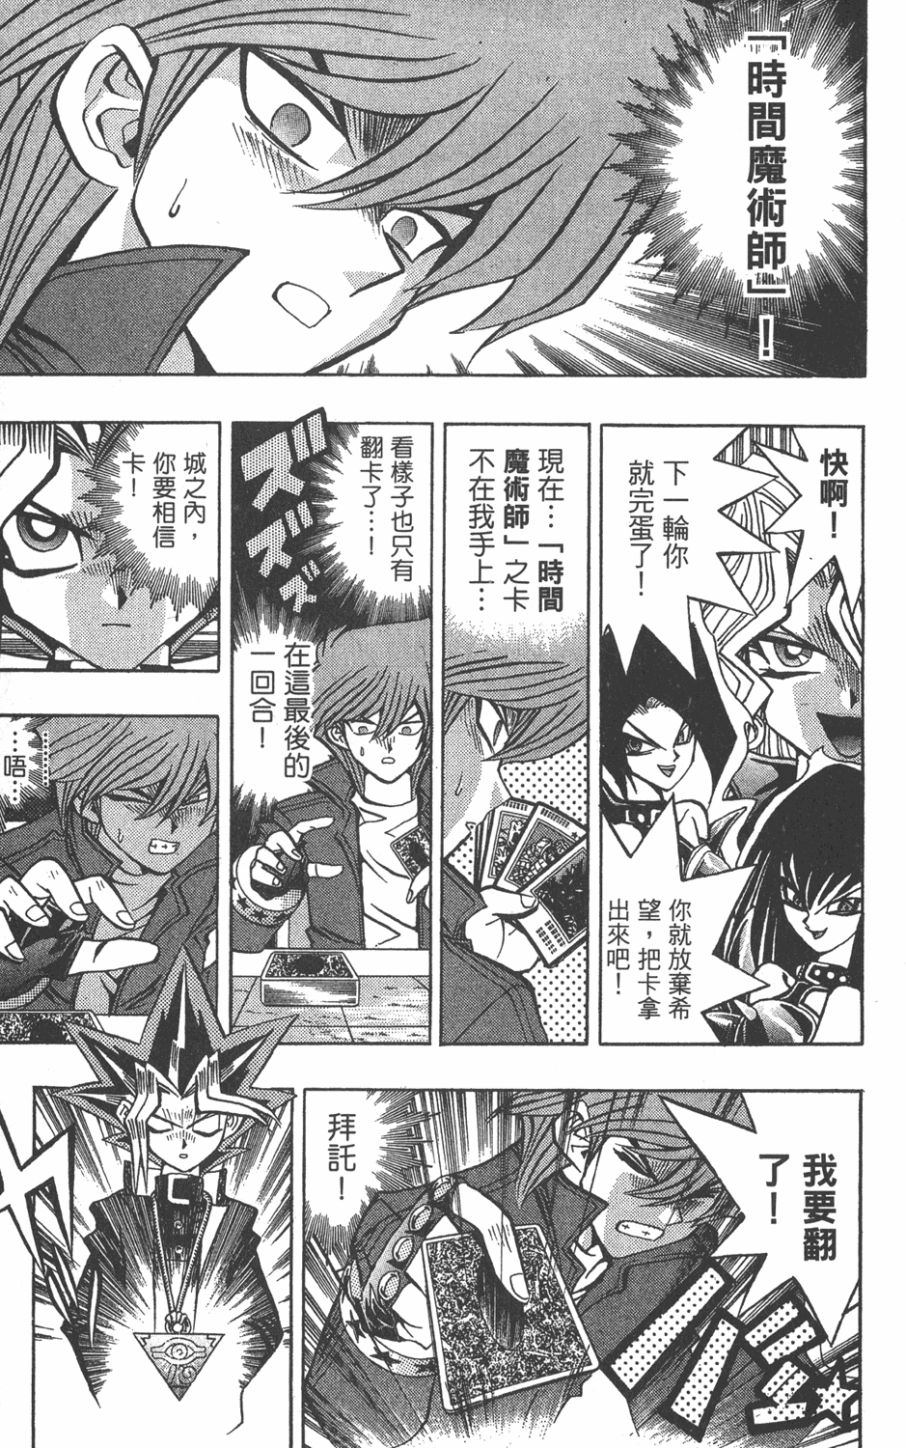 「時間魔術師」！
快啊！
下一輪你
就完蛋了！
你就放棄希
望，把卡拿
出來吧！
現在…「時間
魔術師」之卡
不在我手上…
看樣子也只有
翻卡了…！
ズズズ
在這最後的
一回合！
城之內，
你要相信
卡！
………
…唔…
我要翻
了！
拜託！